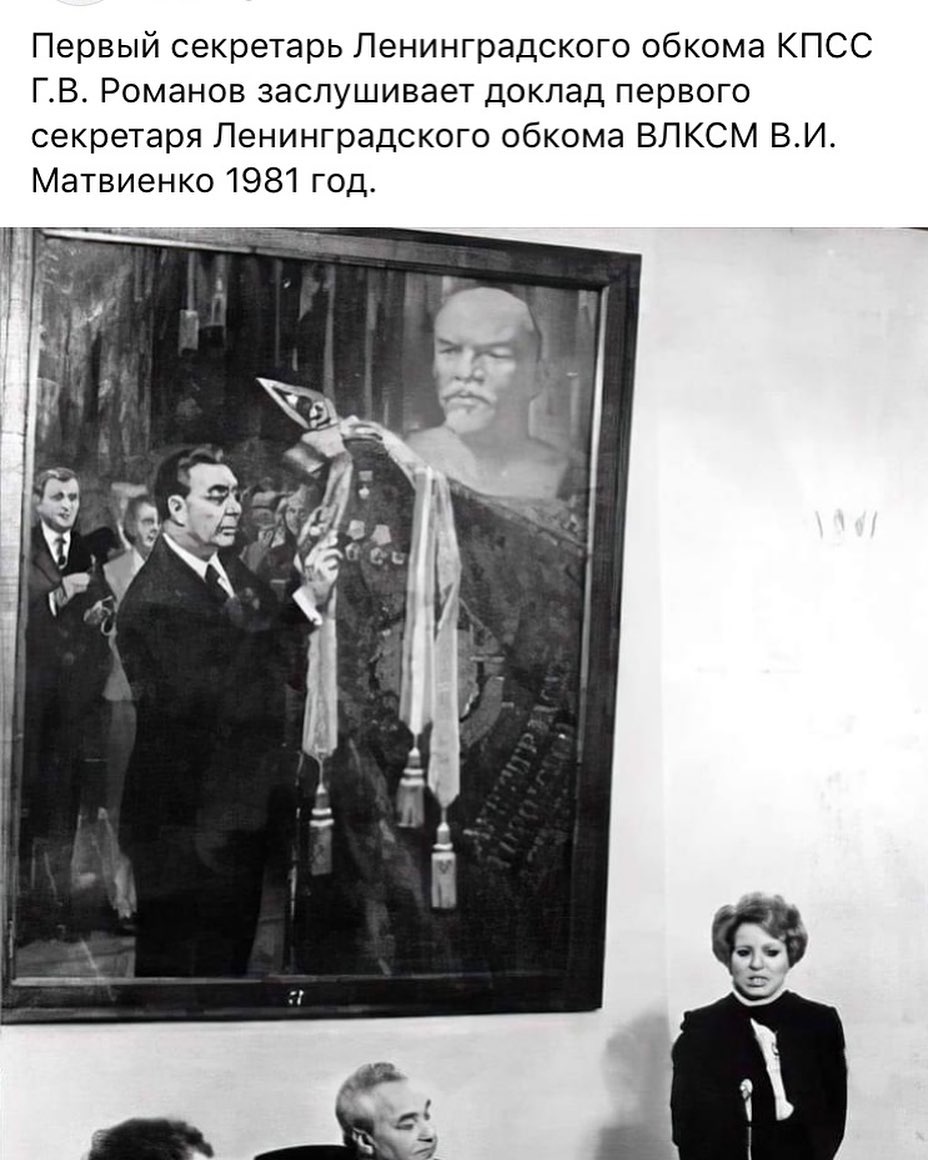 Первый секретарь Ленинградского обкома КПСС
Г.В. Романов заслушивает доклад первого
секретаря Ленинградского обкома ВЛКСМ В.И.
Матвиенко 1981 год.